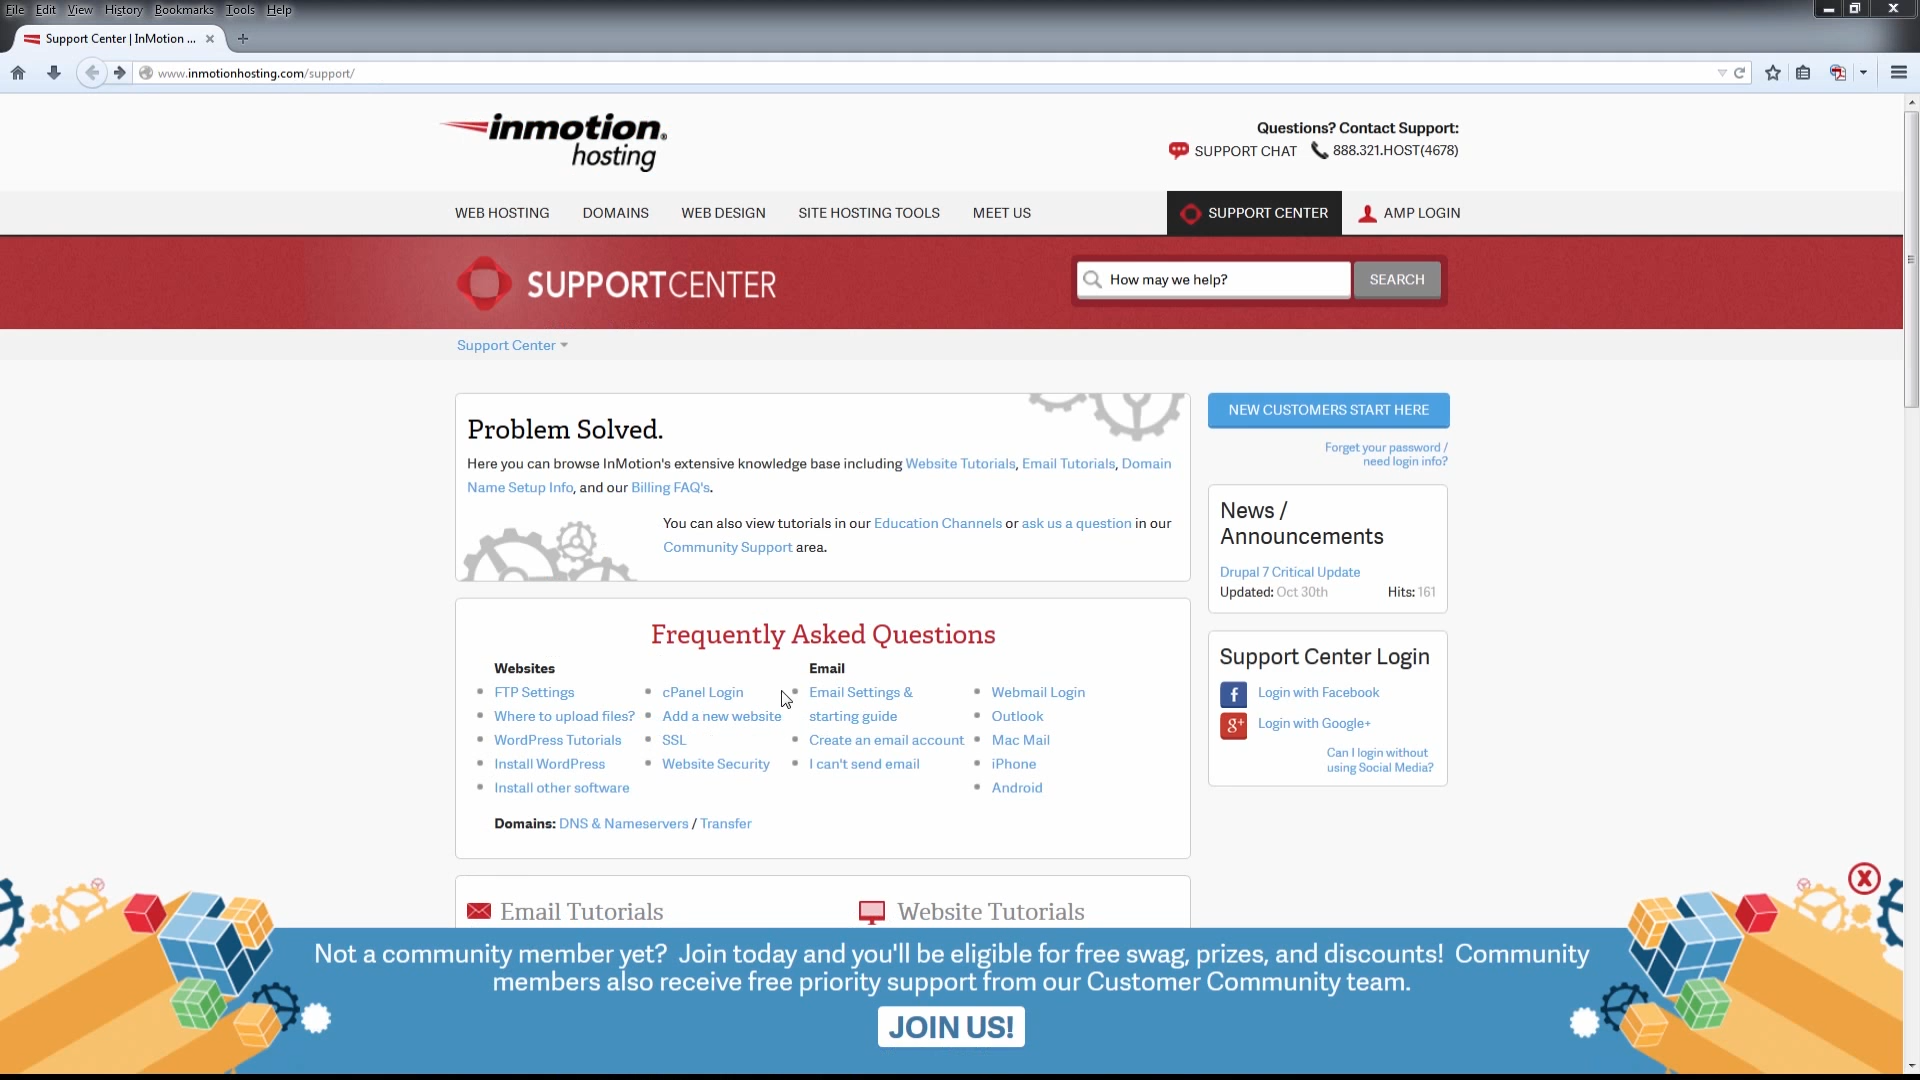 File Edit View History Bookmarks Tools Help
Support Center | InMotion ...
www.inmotionhosting.com/support/
inmotion®
hosting
Questions? Contact Support:
SUPPORT CHAT 888.321.HOST(4678)
WEB HOSTING DOMAINS WEB DESIGN SITE HOSTING TOOLS MEET US SUPPORT CENTER AMP LOGIN
SUPPORTCENTER
How may we help? SEARCH
Support Center
Problem Solved.
Here you can browse InMotion's extensive knowledge base including Website Tutorials, Email Tutorials, Domain
Name Setup Info, and our Billing FAQ's.
You can also view tutorials in our Education Channels or ask us a question in our
Community Support area.
NEW CUSTOMERS START HERE
Forget your password /
need login info?
News /
Announcements
Drupal 7 Critical Update
Updated: Oct 30th Hits: 161
Frequently Asked Questions
Websites
FTP Settings
Where to upload files?
WordPress Tutorials
Install WordPress
Install other software
cPanel Login
Add a new website
SSL
Website Security
Email
Email Settings &
starting guide
Create an email account
I can't send email
Webmail Login
Outlook
Mac Mail
iPhone
Android
Domains: DNS & Nameservers / Transfer
Support Center Login
f Login with Facebook
g+ Login with Google+
Can I login without
using Social Media?
Email Tutorials Website Tutorials
X
Not a community member yet? Join today and you'll be eligible for free swag, prizes, and discounts! Community
members also receive free priority support from our Customer Community team.
JOIN US!